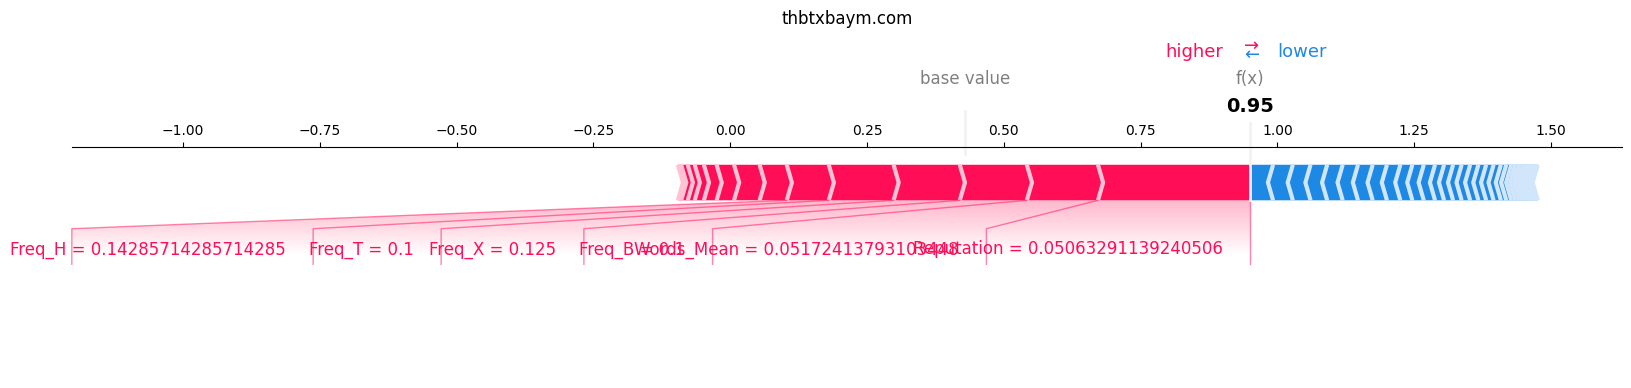 thbtxbaym.com
higher ⇄ lower
base value f(x)
0.95
−1.00 −0.75 −0.50 −0.25 0.00 0.25 0.50 0.75 1.00 1.25 1.50
Freq_H = 0.14285714285714285 Freq_T = 0.1 Freq_X = 0.125 Freq_B = 0.1 Words_Mean = 0.05172413793103448 Reputation = 0.05063291139240506